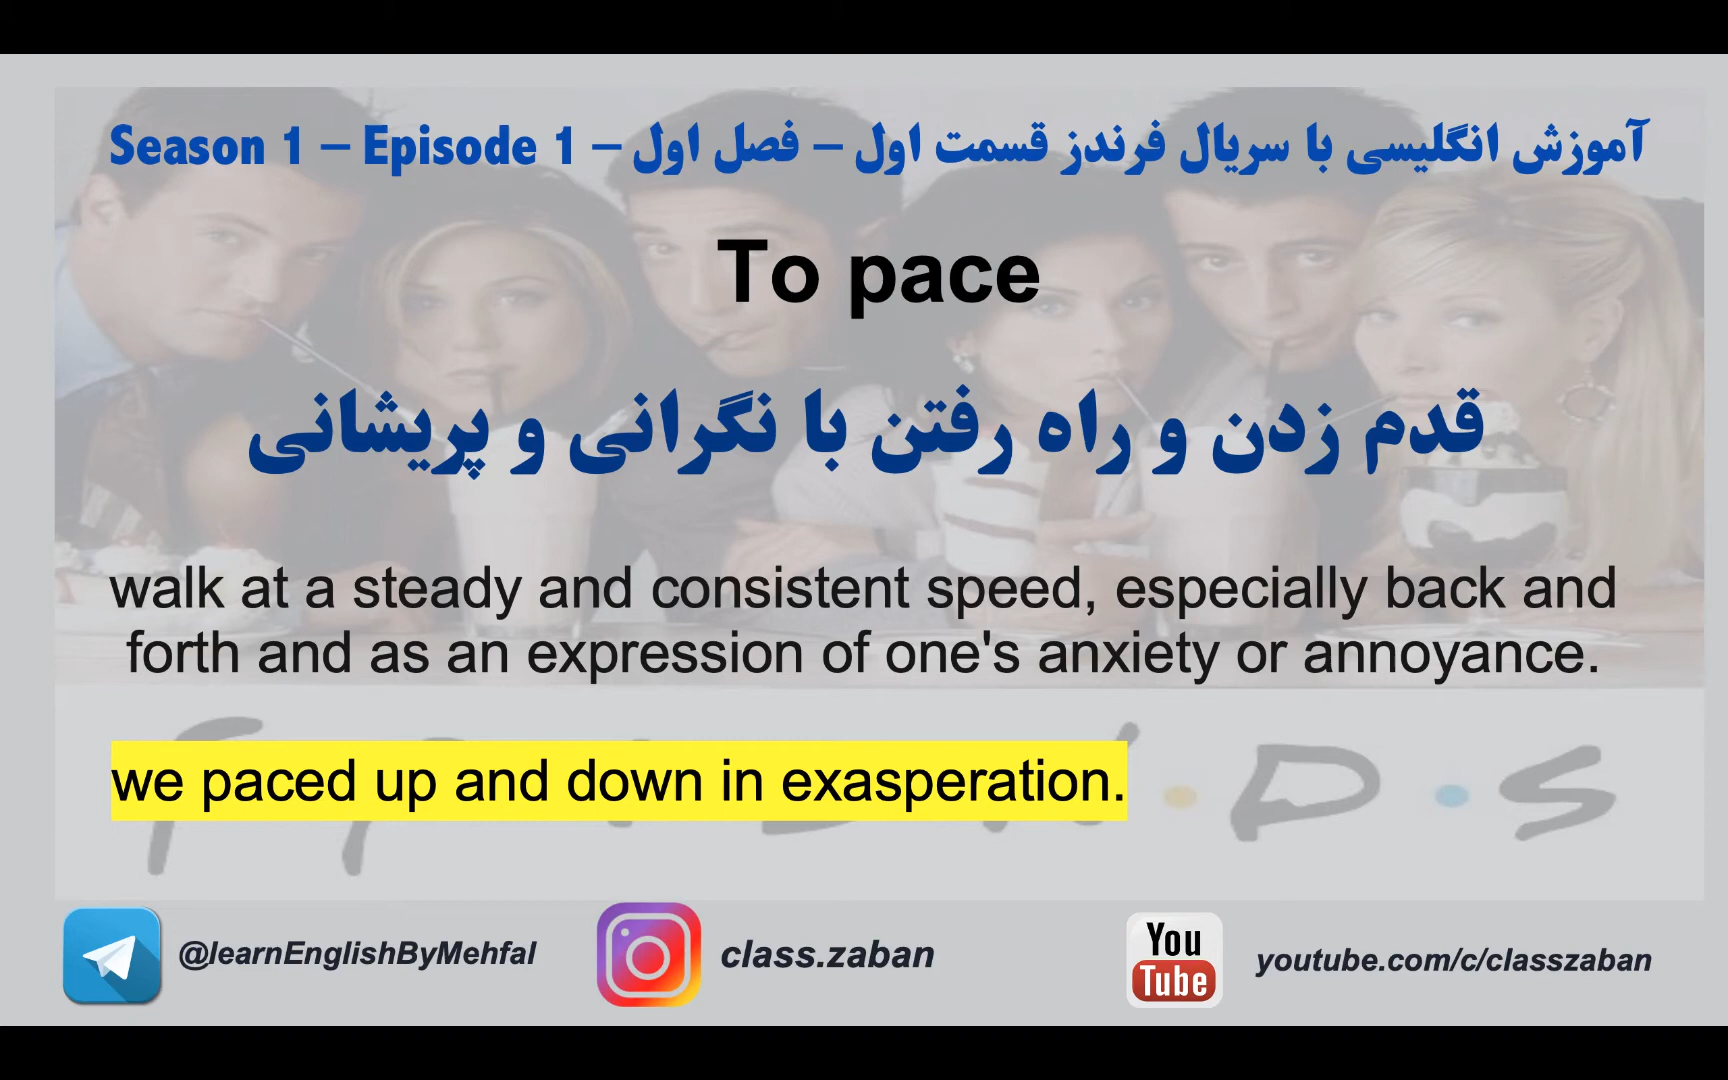 آموزش انگلیسی با سریال فرندز قسمت اول – فصل اول – Season 1 – Episode 1
To pace
قدم زدن و راه رفتن با نگرانی و پریشانی
walk at a steady and consistent speed, especially back and
forth and as an expression of one's anxiety or annoyance.
we paced up and down in exasperation.
@learnEnglishByMehfal
class.zaban
You
Tube
youtube.com/c/classzaban